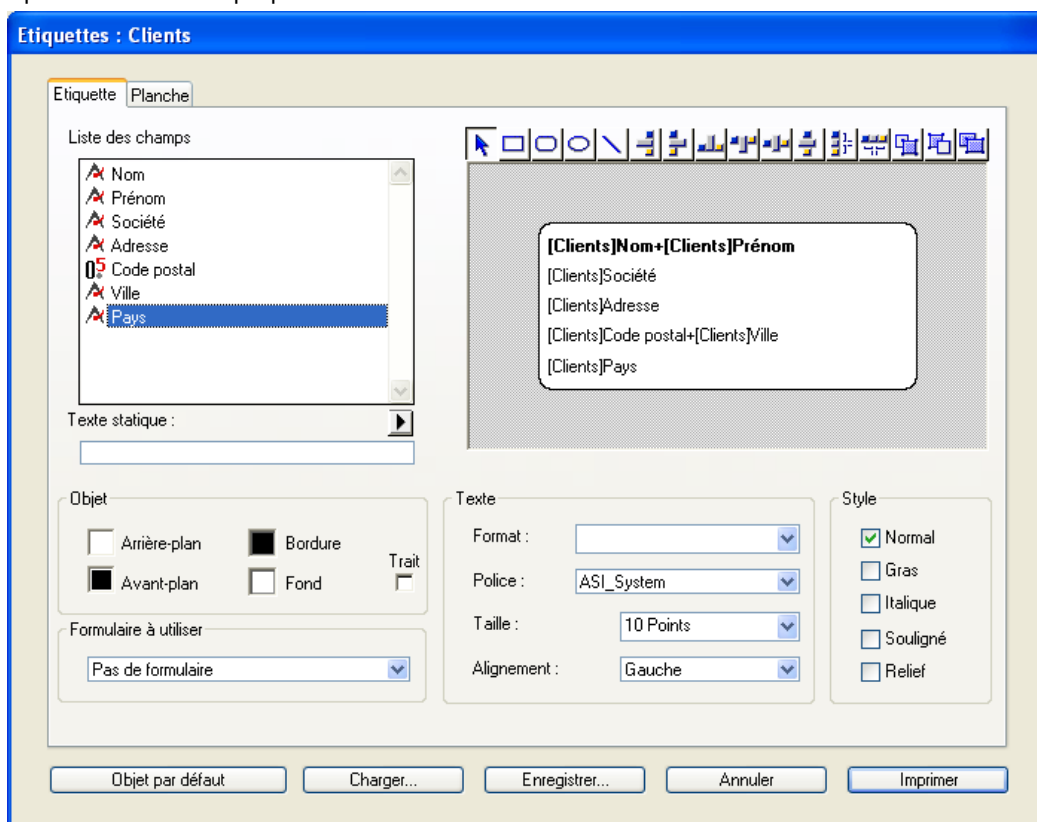 Etiquettes : Clients
Etiquette Planche
Liste des champs
Nom
Prénom
Société
Adresse
Code postal
Ville
Pays
Texte statique :
[Clients]Nom+[Clients]Prénom
[Clients]Société
[Clients]Adresse
[Clients]Code postal+[Clients]Ville
[Clients]Pays
Objet
Arrière-plan Bordure
Trait
Avant-plan Fond
Formulaire à utiliser
Pas de formulaire
Texte
Format :
Police : ASI_System
Taille : 10 Points
Alignement : Gauche
Style
Normal
Gras
Italique
Souligné
Relief
Objet par défaut Charger... Enregistrer... Annuler Imprimer